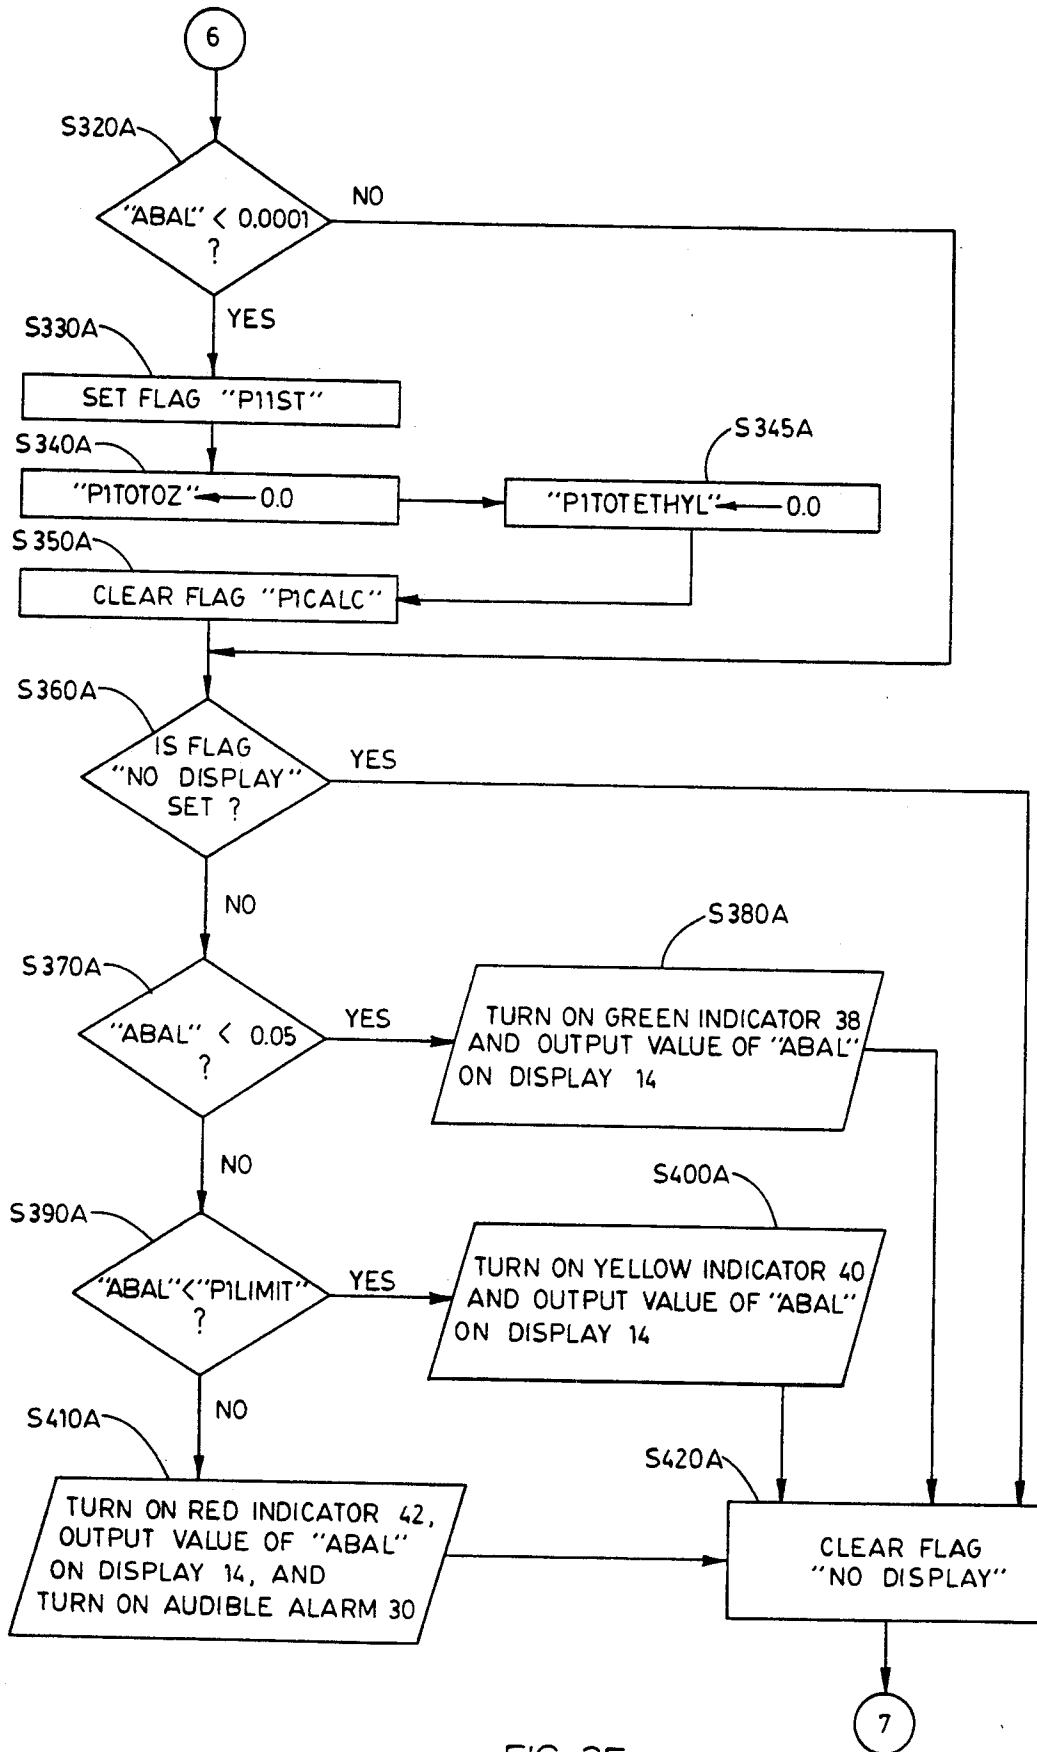 6
S320A
"ABAL" < 0.0001
?
NO
YES
S330A
SET FLAG "P11ST"
S340A
"P1TOTOZ" ← 0.0
S345A
"P1TOTETHYL" ← 0.0
S350A
CLEAR FLAG "P1CALC"
S360A
IS FLAG
"NO DISPLAY"
SET ?
YES
NO
S370A
"ABAL" < 0.05
?
YES
S380A
TURN ON GREEN INDICATOR 38
AND OUTPUT VALUE OF "ABAL"
ON DISPLAY 14
NO
S390A
"ABAL"<"P1LIMIT"
?
YES
S400A
TURN ON YELLOW INDICATOR 40
AND OUTPUT VALUE OF "ABAL"
ON DISPLAY 14
NO
S410A
TURN ON RED INDICATOR 42,
OUTPUT VALUE OF "ABAL"
ON DISPLAY 14, AND
TURN ON AUDIBLE ALARM 30
S420A
CLEAR FLAG
"NO DISPLAY"
7